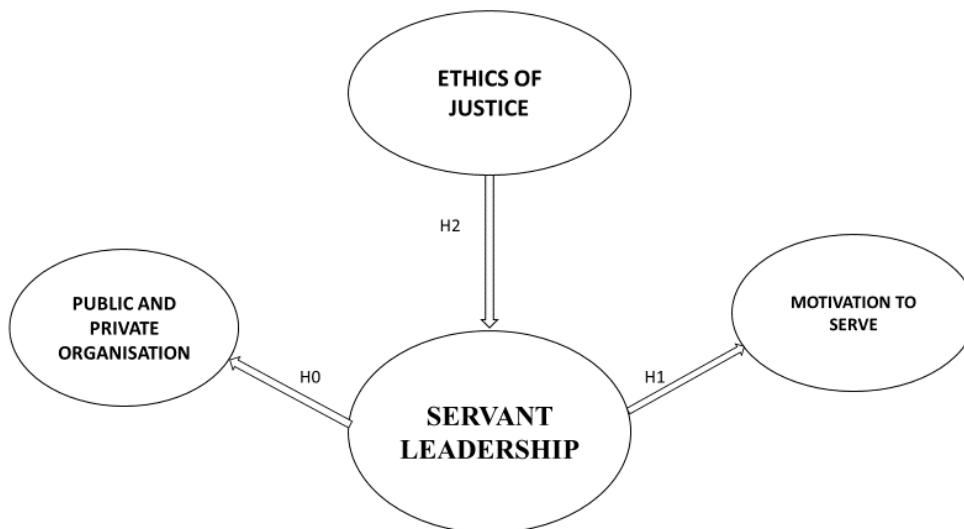 ETHICS OF
JUSTICE
H2
PUBLIC AND
PRIVATE
ORGANISATION
MOTIVATION TO
SERVE
H0
H1
SERVANT
LEADERSHIP